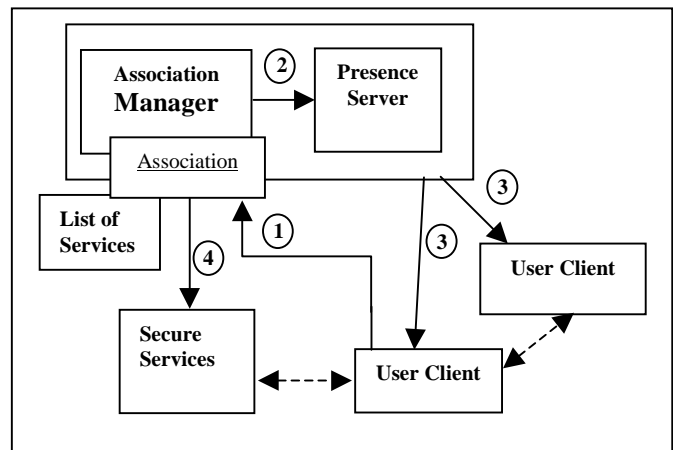 Association
Manager
2
Presence
Server
Association
List of
Services
1
3
3
4
User Client
Secure
Services
User Client